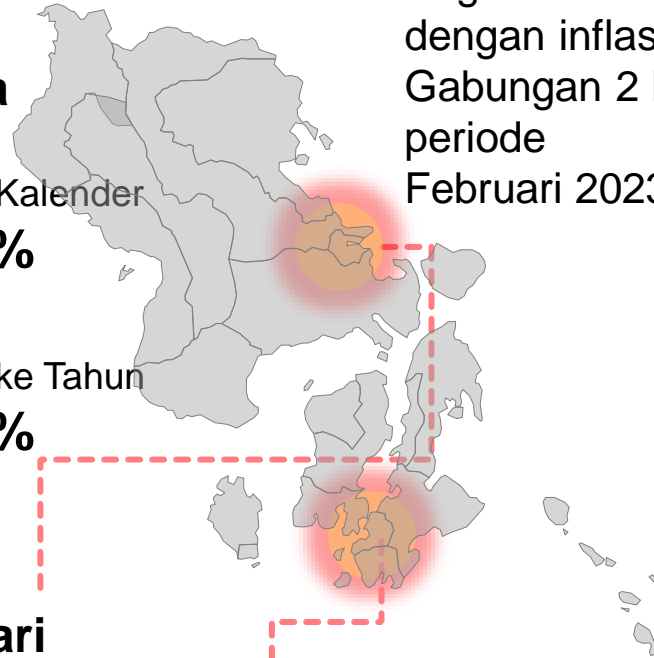 dengan inflas
Gabungan 2
periode
Februari 2023
a
Kalender
%
ke Tahun
%
ari